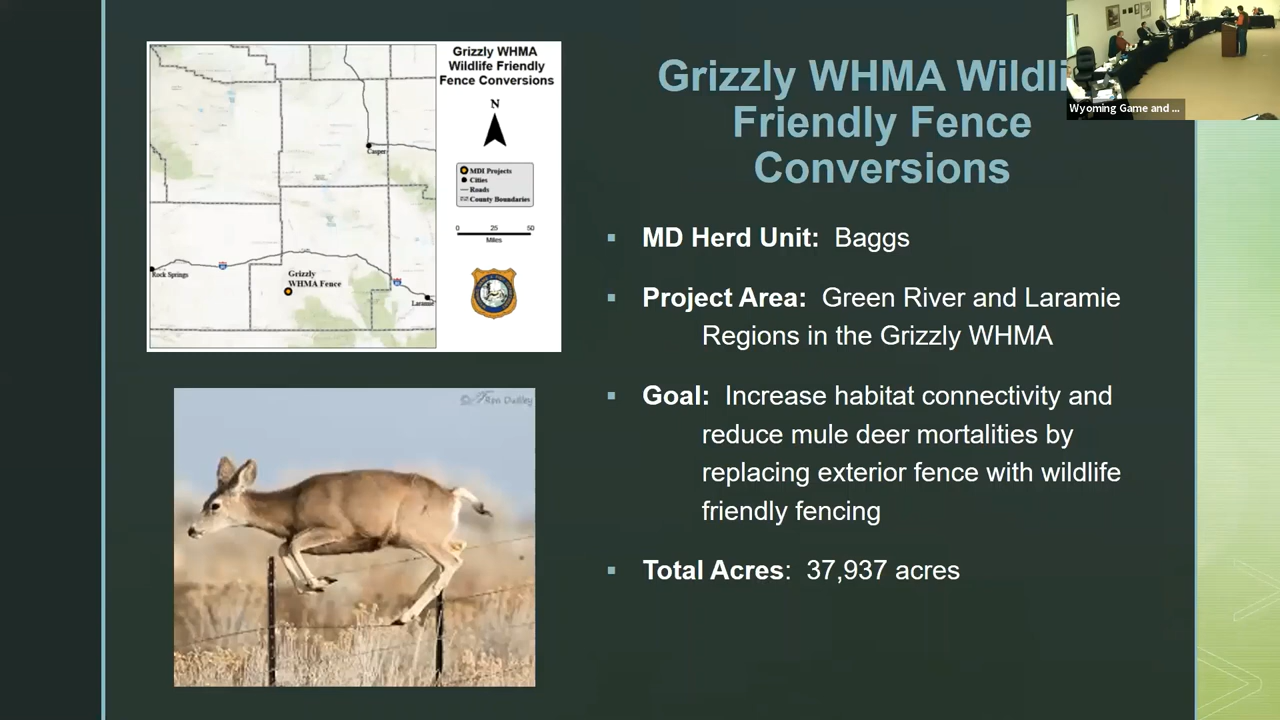 Grizzly WHMA
Wildlife Friendly
Fence Conversions
N
MDI Projects
Cities
Roads
County Boundaries
0 25 50
Miles
Casper
Rock Springs
Grizzly
WHMA Fence
Laramie
Ron Dudley
Grizzly WHMA Wildli
Friendly Fence
Conversions
Wyoming Game and ...
▪ MD Herd Unit: Baggs
▪ Project Area: Green River and Laramie
Regions in the Grizzly WHMA
▪ Goal: Increase habitat connectivity and
reduce mule deer mortalities by
replacing exterior fence with wildlife
friendly fencing
▪ Total Acres: 37,937 acres